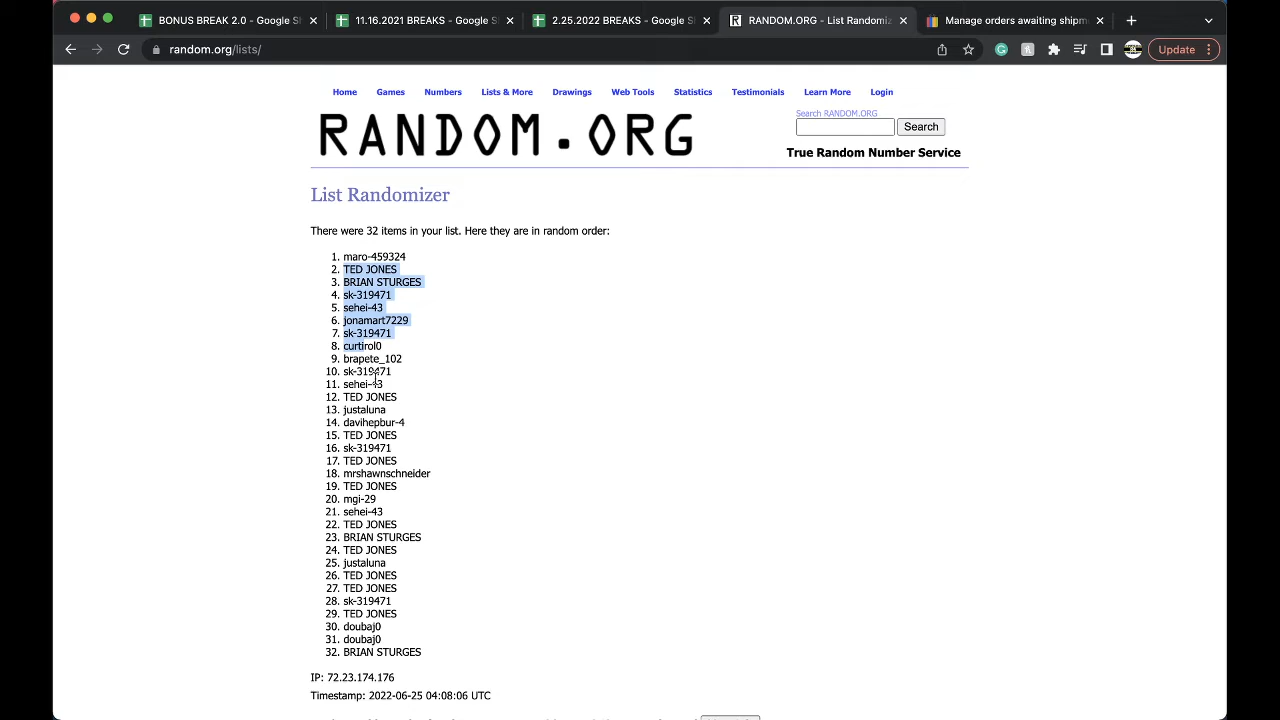 BONUS BREAK 2.0 - Google S
11.16.2021 BREAKS - Google S
2.25.2022 BREAKS - Google Sh
RANDOM.ORG - List Randomiz
Manage orders awaiting shipm
random.org/lists/
Update
Home Games Numbers Lists & More Drawings Web Tools Statistics Testimonials Learn More Login
Search RANDOM.ORG
RANDOM.ORG
Search
True Random Number Service
List Randomizer
There were 32 items in your list. Here they are in random order:
1. maro-459324
2. TED JONES
3. BRIAN STURGES
4. sk-319471
5. sehei-43
6. jonamart7229
7. sk-319471
8. curtirol0
9. brapete_102
10. sk-319471
11. sehei-43
12. TED JONES
13. justaluna
14. davihepbur-4
15. TED JONES
16. sk-319471
17. TED JONES
18. mrshawnschneider
19. TED JONES
20. mgi-29
21. sehei-43
22. TED JONES
23. BRIAN STURGES
24. TED JONES
25. justaluna
26. TED JONES
27. TED JONES
28. sk-319471
29. TED JONES
30. doubaj0
31. doubaj0
32. BRIAN STURGES
IP: 72.23.174.176
Timestamp: 2022-06-25 04:08:06 UTC